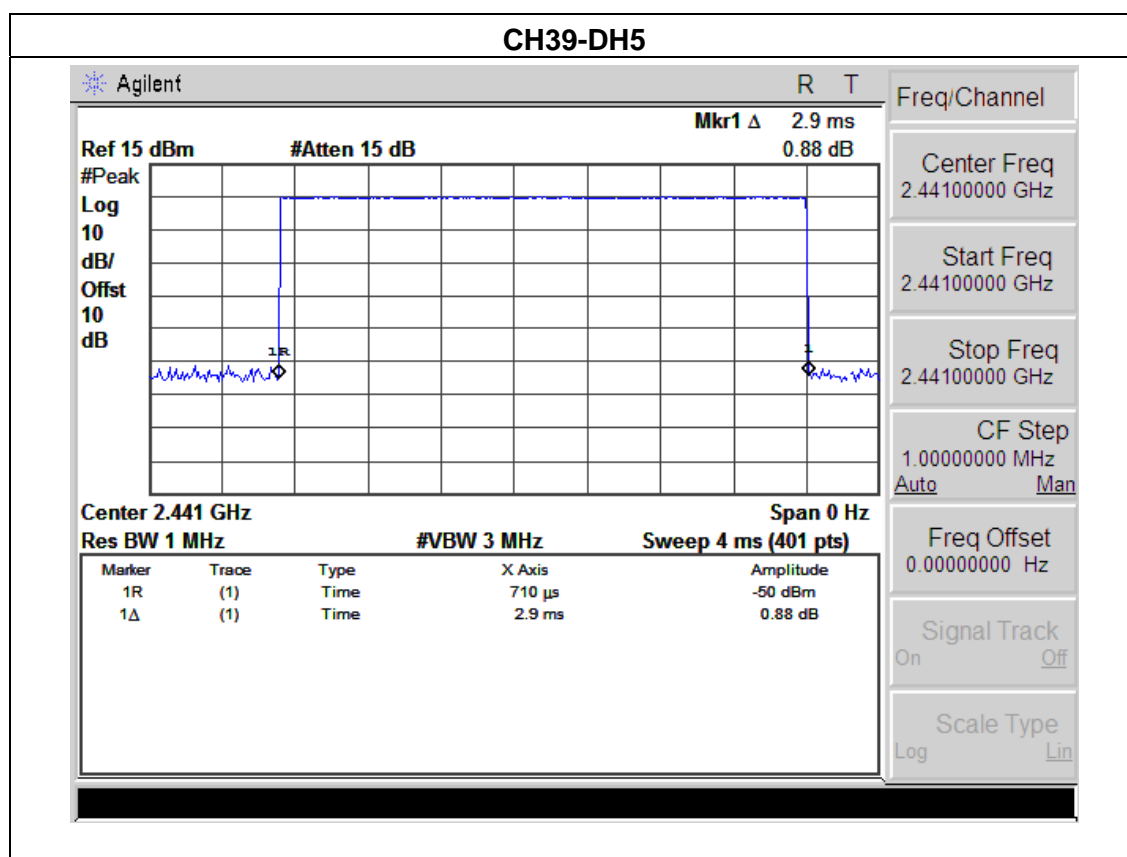 CH39-DH5
Agilent
R T
Mkr1 Δ 2.9 ms
Ref 15 dBm #Atten 15 dB 0.88 dB
#Peak
Log
10
dB/
Offst
10
dB
1R
1
Center 2.441 GHz Span 0 Hz
Res BW 1 MHz #VBW 3 MHz Sweep 4 ms (401 pts)
Marker Trace Type X Axis Amplitude
1R (1) Time 710 µs -50 dBm
1Δ (1) Time 2.9 ms 0.88 dB
Freq/Channel
Center Freq
2.44100000 GHz
Start Freq
2.44100000 GHz
Stop Freq
2.44100000 GHz
CF Step
1.00000000 MHz
Auto Man
Freq Offset
0.00000000 Hz
Signal Track
On Off
Scale Type
Log Lin